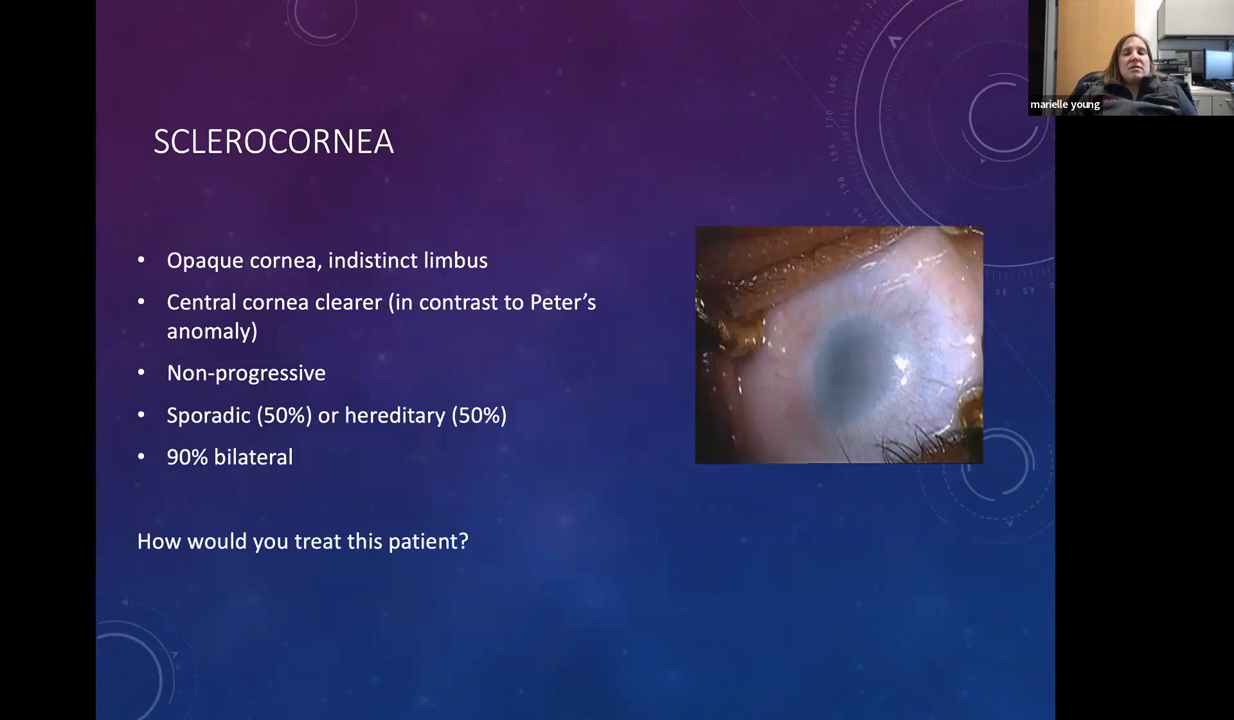 marielle young
SCLEROCORNEA
• Opaque cornea, indistinct limbus
• Central cornea clearer (in contrast to Peter's
anomaly)
• Non-progressive
• Sporadic (50%) or hereditary (50%)
• 90% bilateral
How would you treat this patient?